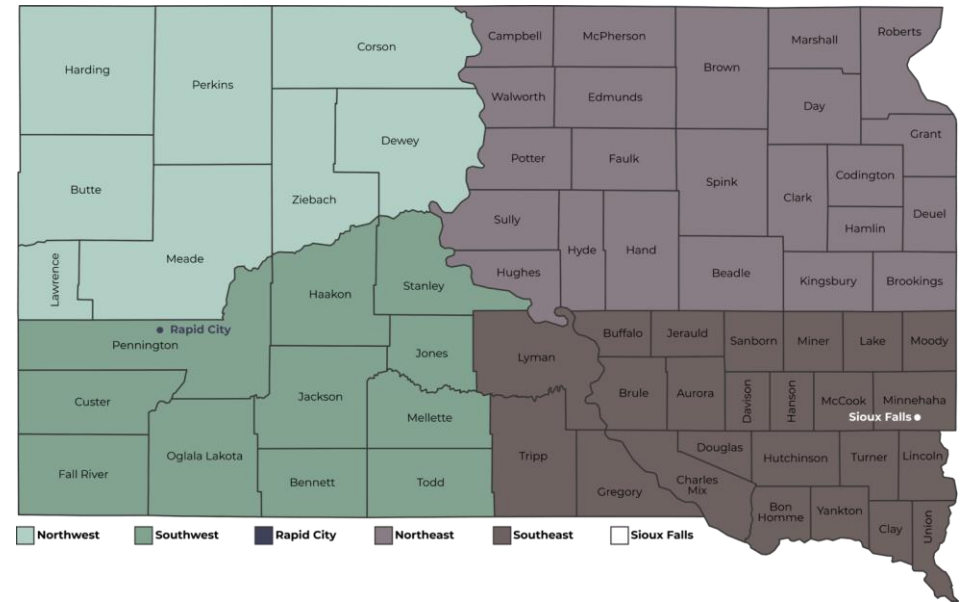 Corson
Campbell
McPherson
Roberts
Marshall
Harding
Brown
Perkins
Walworth
Edmunds
Day
Grant
Dewey
Potter
Faulk
Codington
Butte
Spink
Clark
Ziebach
Deuel
Sully
Hamlin
Hyde
Hand
Meade
Lawrence
Hughes
Beadle
Kingsbury
Brookings
Haakon
Stanley
Rapid City
Buffalo
Jerauld
Sanborn
Miner
Lake
Moody
Pennington
Jones
Lyman
Jackson
Brule
Aurora
Davison
Hanson
McCook
Minnehaha
Custer
Mellette
Sioux Falls
Douglas
Oglala Lakota
Tripp
Hutchinson
Turner
Lincoln
Fall River
Bennett
Todd
Gregory
Charles
Mix
Bon
Homme
Yankton
Clay
Union
Northwest
Southwest
Rapid City
Northeast
Southeast
Sioux Falls